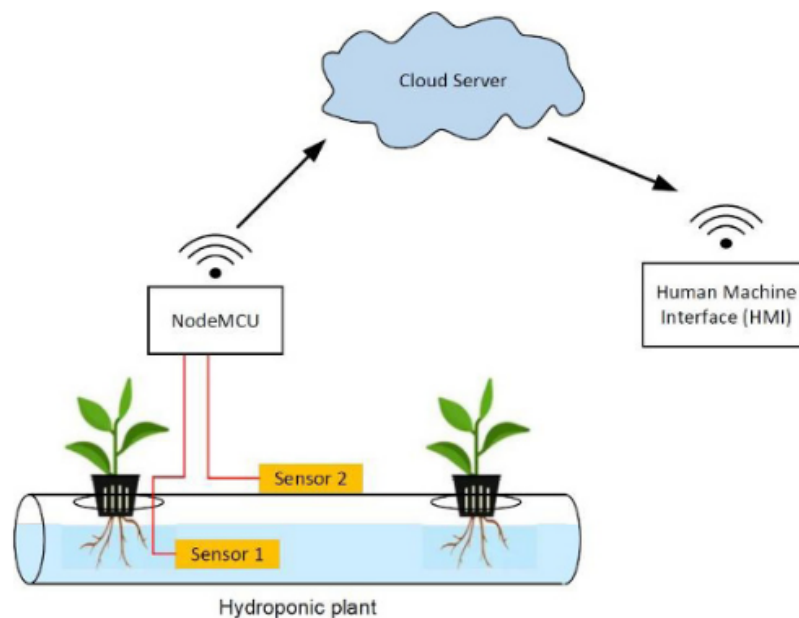 Cloud Server
NodeMCU
Human Machine
Interface (HMI)
Sensor 2
Sensor 1
Hydroponic plant